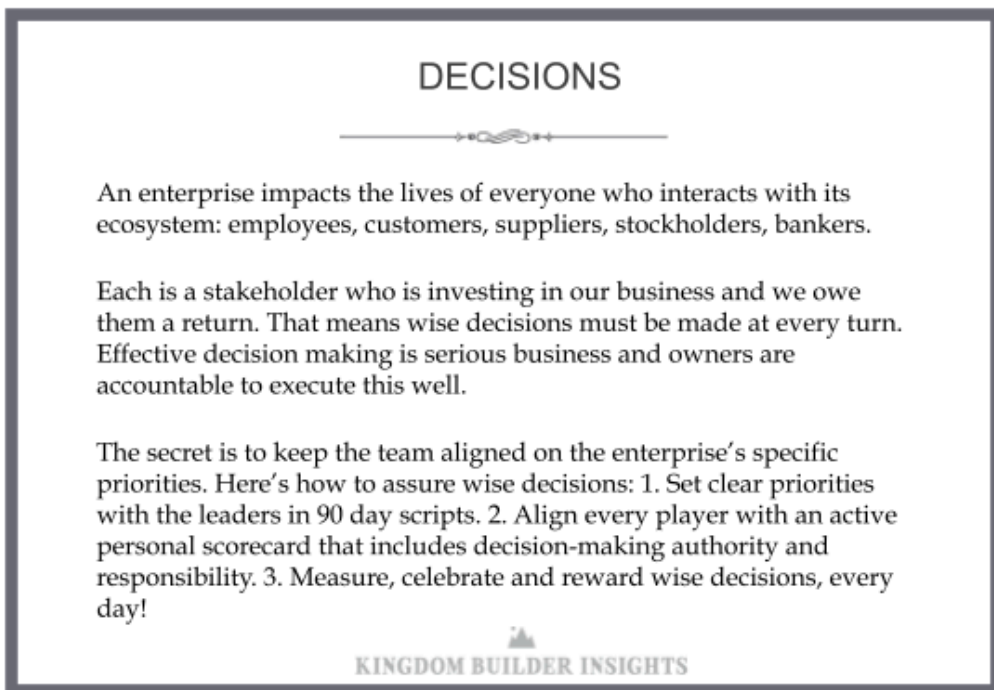 DECISIONS
An enterprise impacts the lives of everyone who interacts with its
ecosystem: employees, customers, suppliers, stockholders, bankers.
Each is a stakeholder who is investing in our business and we owe
them a return. That means wise decisions must be made at every turn.
Effective decision making is serious business and owners are
accountable to execute this well.
The secret is to keep the team aligned on the enterprise’s specific
priorities. Here’s how to assure wise decisions: 1. Set clear priorities
with the leaders in 90 day scripts. 2. Align every player with an active
personal scorecard that includes decision-making authority and
responsibility. 3. Measure, celebrate and reward wise decisions, every
day!
KINGDOM BUILDER INSIGHTS